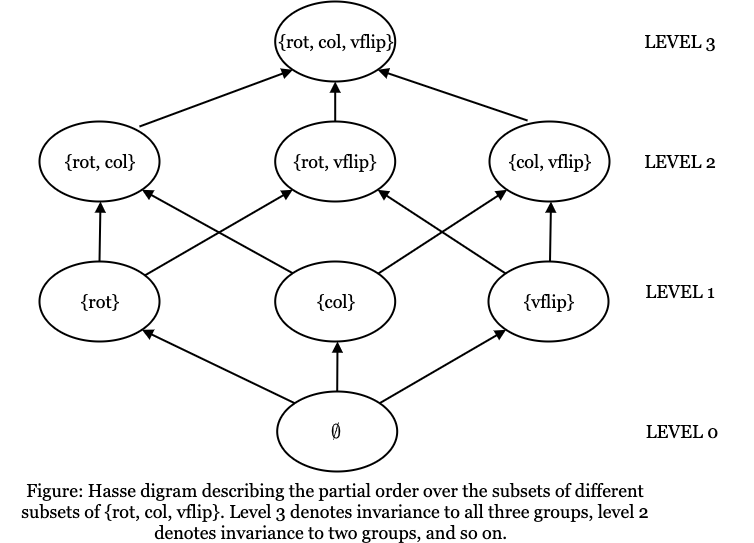 {rot, col, vflip} LEVEL 3
{rot, col} {rot, vflip} {col, vflip} LEVEL 2
{rot} {col} {vflip} LEVEL 1
∅ LEVEL 0
Figure: Hasse digram describing the partial order over the subsets of different
subsets of {rot, col, vflip}. Level 3 denotes invariance to all three groups, level 2
denotes invariance to two groups, and so on.